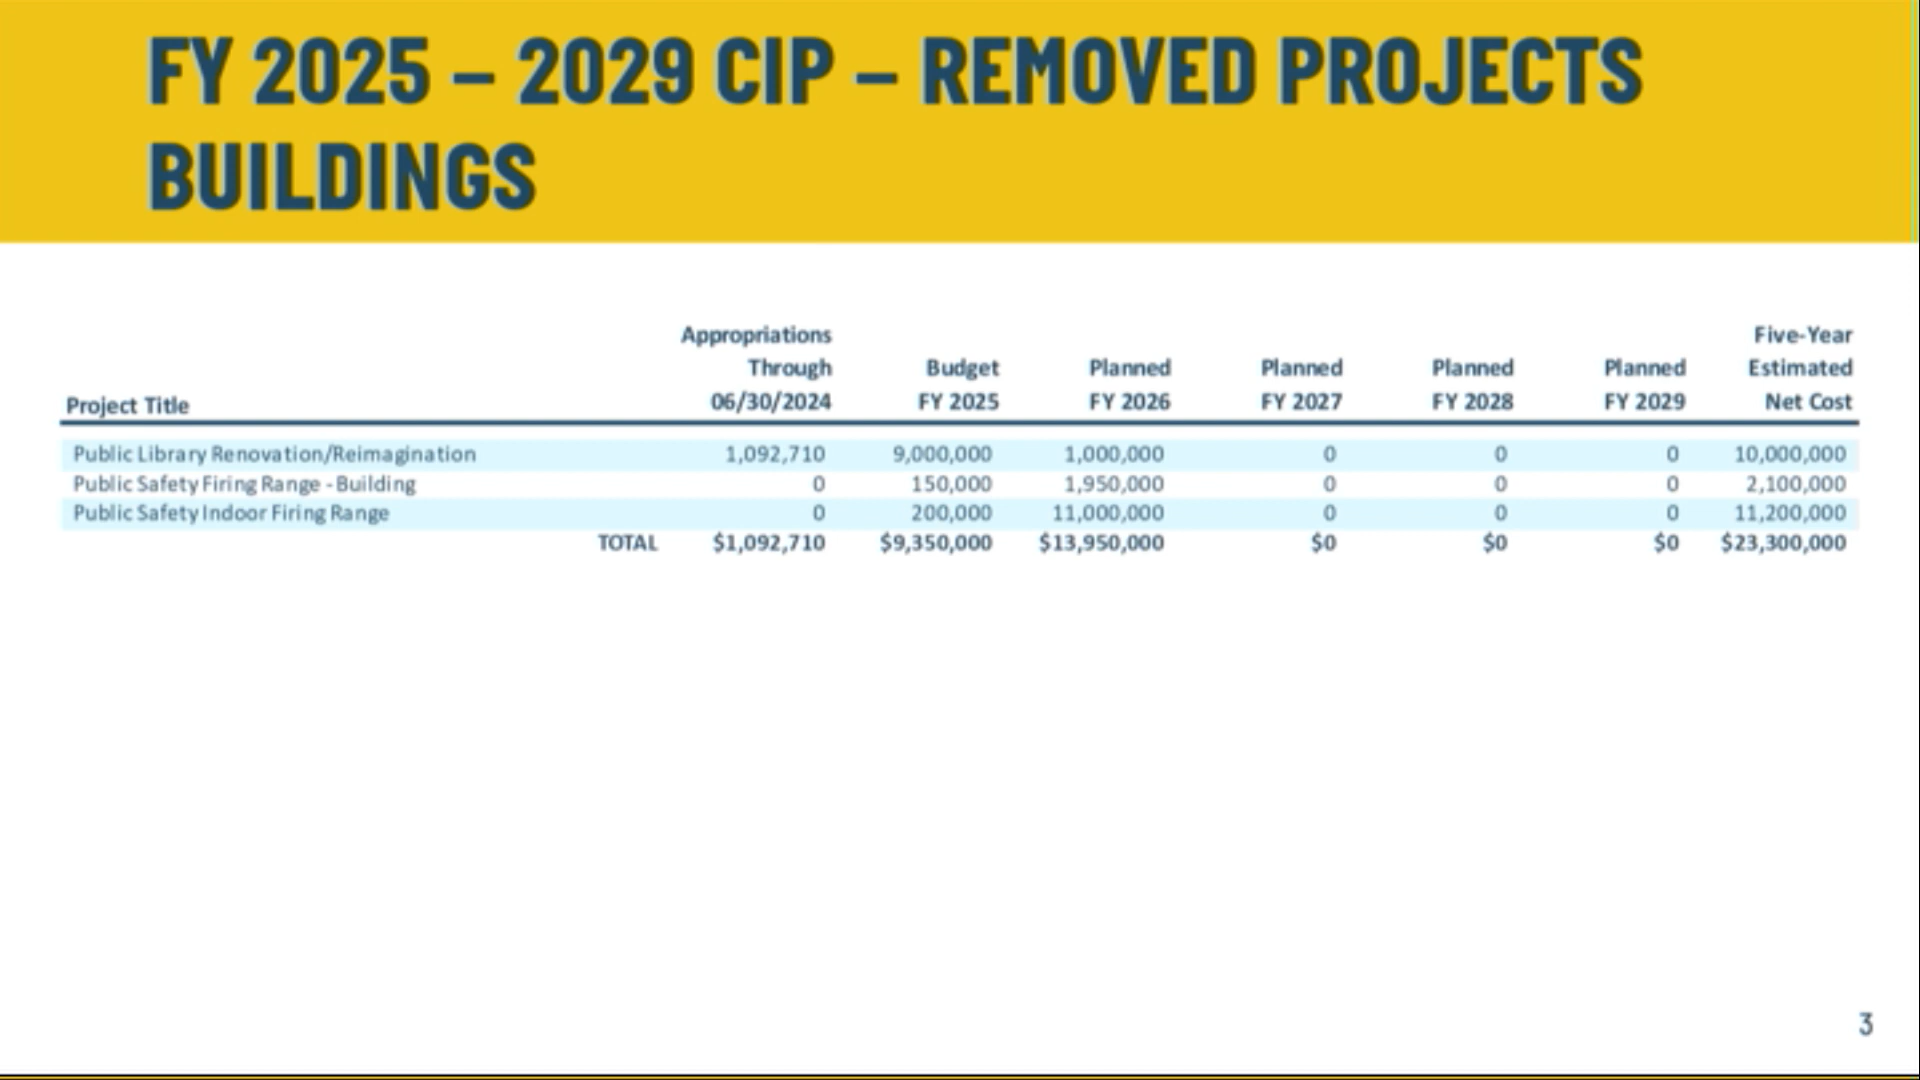 FY 2025 – 2029 CIP – REMOVED PROJECTS
BUILDINGS
Appropriations Five-Year
Through Budget Planned Planned Planned Planned Estimated
Project Title 06/30/2024 FY 2025 FY 2026 FY 2027 FY 2028 FY 2029 Net Cost
Public Library Renovation/Reimagination 1,092,710 9,000,000 1,000,000 0 0 0 10,000,000
Public Safety Firing Range - Building 0 150,000 1,950,000 0 0 0 2,100,000
Public Safety Indoor Firing Range 0 200,000 11,000,000 0 0 0 11,200,000
TOTAL $1,092,710 $9,350,000 $13,950,000 $0 $0 $0 $23,300,000
3